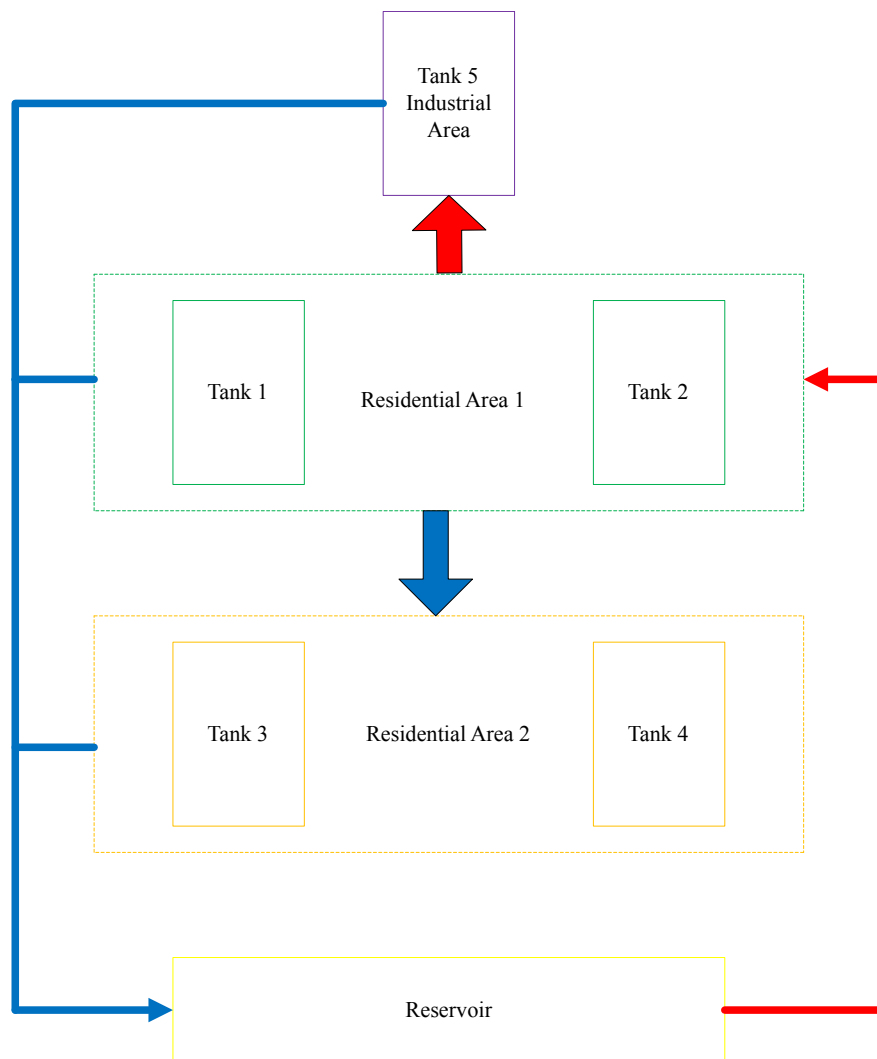 Tank 5
Industrial
Area
Tank 1
Residential Area 1
Tank 2
Tank 3
Residential Area 2
Tank 4
Reservoir